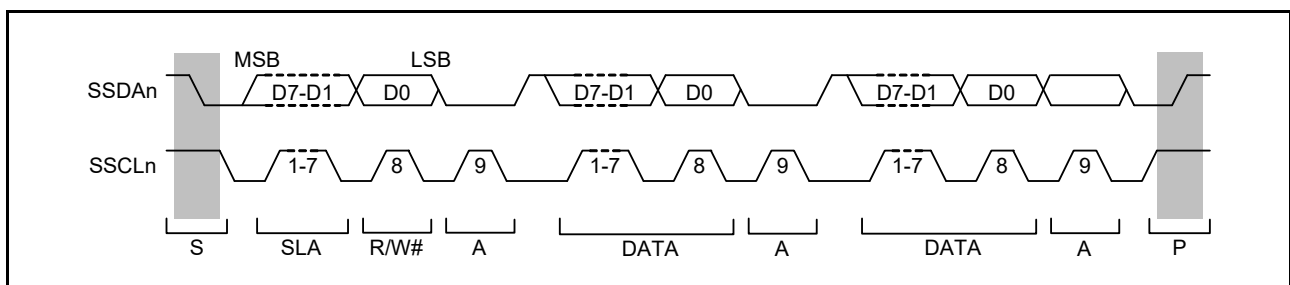 MSB LSB
SSDAn D7-D1 D0 D7-D1 D0 D7-D1 D0
SSCLn 1-7 8 9 1-7 8 9 1-7 8 9
S SLA R/W# A DATA A DATA A P